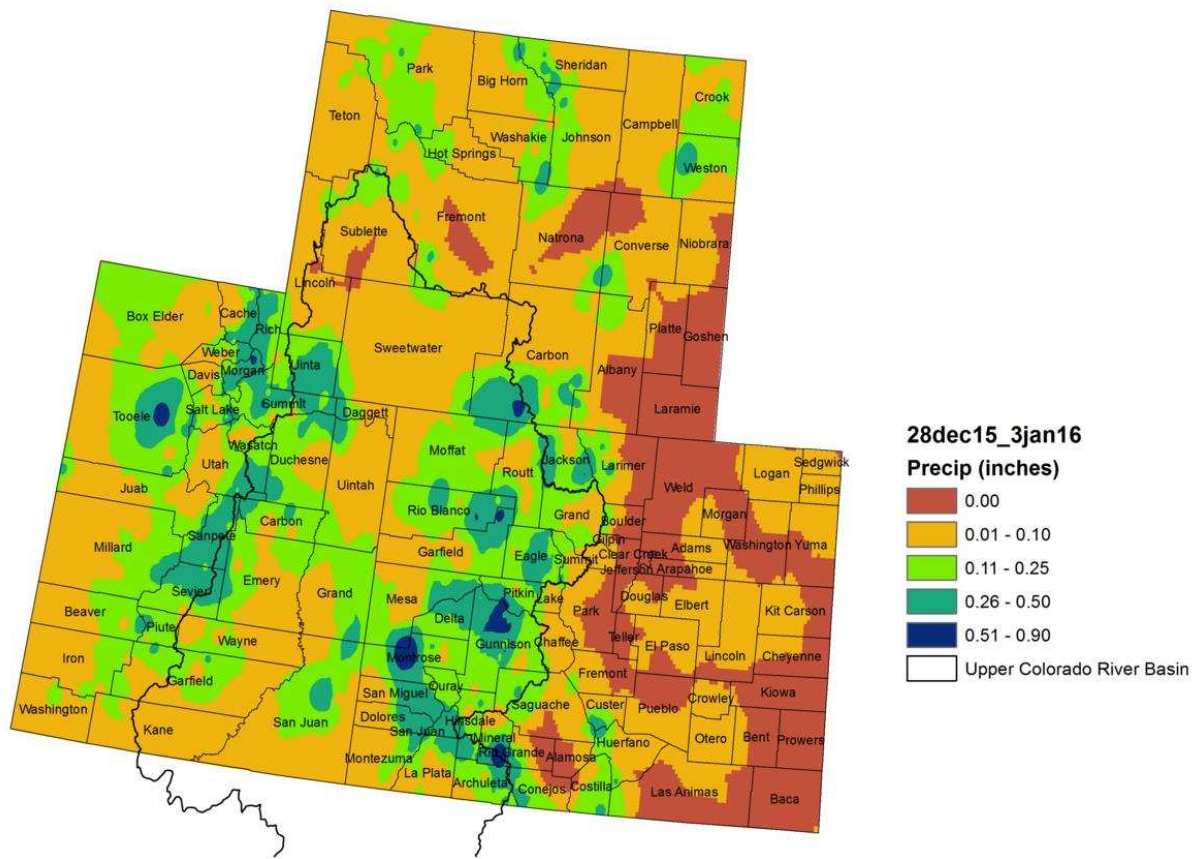 Park
Sheridan
Big Horn
Crook
Teton
Campbell
Washakie
Johnson
Hot Springs
Weston
Fremont
Sublette
Natrona
Converse
Niobrara
Lincoln
Box Elder
Cache
Rich
Platte
Goshen
Sweetwater
Carbon
Weber
Uinta
Albany
Davis
Morgan
Laramie
Tooele
Salt Lake
Summit
Daggett
Wasatch
Moffat
Jackson
Larimer
Logan
Sedgwick
Utah
Duchesne
Routt
Weld
Phillips
Juab
Uintah
Rio Blanco
Grand
Morgan
Carbon
Boulder
Sanpete
Gilpin
Millard
Garfield
Eagle
Summit
Clear Creek
Adams
Washington
Yuma
Jefferson
Arapahoe
Emery
Sevier
Grand
Mesa
Pitkin
Lake
Park
Douglas
Elbert
Kit Carson
Beaver
Delta
Piute
Wayne
Gunnison
Chaffee
Teller
El Paso
Lincoln
Cheyenne
Iron
Montrose
Garfield
Ouray
Fremont
Kiowa
San Miguel
Saguache
Custer
Pueblo
Crowley
Washington
San Juan
Dolores
Hinsdale
Kane
San Juan
Mineral
Huerfano
Otero
Bent
Prowers
Montezuma
Rio Grande
Alamosa
La Plata
Archuleta
Conejos
Costilla
Las Animas
Baca
28dec15_3jan16
Precip (inches)
0.00
0.01 - 0.10
0.11 - 0.25
0.26 - 0.50
0.51 - 0.90
Upper Colorado River Basin